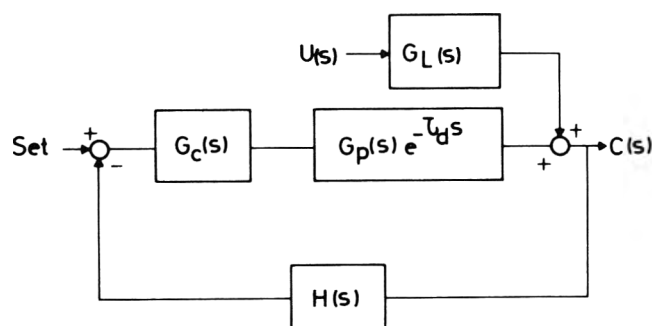 U(s)
G_L(s)
Set
+
−
G_c(s)
G_p(s) e^{-τ_d s}
+
+
C(s)
H(s)